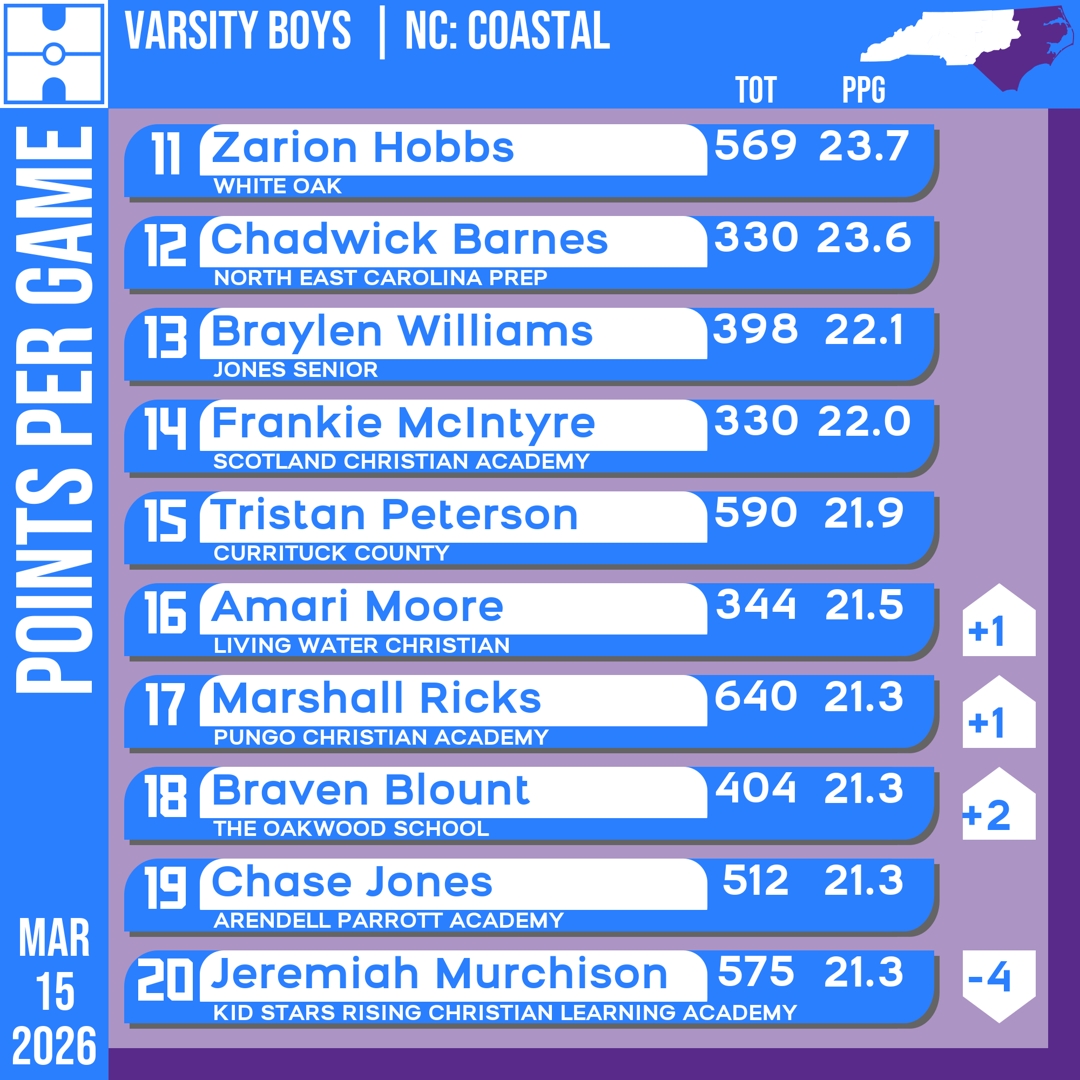 VARSITY BOYS | NC: COASTAL
TOT PPG
POINTS PER GAME
11 Zarion Hobbs 569 23.7
WHITE OAK
12 Chadwick Barnes 330 23.6
NORTH EAST CAROLINA PREP
13 Braylen Williams 398 22.1
JONES SENIOR
14 Frankie McIntyre 330 22.0
SCOTLAND CHRISTIAN ACADEMY
15 Tristan Peterson 590 21.9
CURRITUCK COUNTY
16 Amari Moore 344 21.5 +1
LIVING WATER CHRISTIAN
17 Marshall Ricks 640 21.3 +1
PUNGO CHRISTIAN ACADEMY
18 Braven Blount 404 21.3 +2
THE OAKWOOD SCHOOL
19 Chase Jones 512 21.3
ARENDELL PARROTT ACADEMY
20 Jeremiah Murchison 575 21.3 -4
KID STARS RISING CHRISTIAN LEARNING ACADEMY
MAR
15
2026